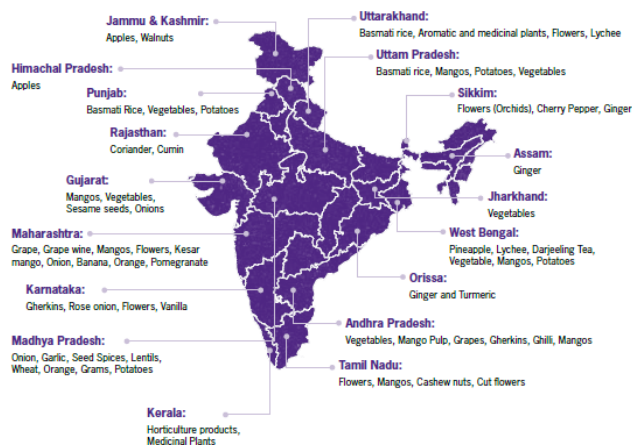 Jammu & Kashmir:
Apples, Walnuts
Himachal Pradesh:
Apples
Punjab:
Basmati Rice, Vegetables, Potatoes
Rajasthan:
Coriander, Cumin
Gujarat:
Mangos, Vegetables,
Sesame seeds, Onions
Maharashtra:
Grape, Grape wine, Mangos, Flowers, Kesar
mango, Onion, Banana, Orange, Pomegranate
Karnataka:
Gherkins, Rose onion, Flowers, Vanilla
Madhya Pradesh:
Onion, Garlic, Seed Spices, Lentils,
Wheat, Orange, Grams, Potatoes
Kerala:
Horticulture products,
Medicinal Plants
Uttarakhand:
Basmati rice, Aromatic and medicinal plants, Flowers, Lychee
Uttam Pradesh:
Basmati rice, Mangos, Potatoes, Vegetables
Sikkim:
Flowers (Orchids), Cherry Pepper, Ginger
Assam:
Ginger
Jharkhand:
Vegetables
West Bengal:
Pineapple, Lychee, Darjeeling Tea,
Vegetable, Mangos, Potatoes
Orissa:
Ginger and Turmeric
Andhra Pradesh:
Vegetables, Mango Pulp, Grapes, Gherkins, Ghilli, Mangos
Tamil Nadu:
Flowers, Mangos, Cashew nuts, Cut flowers